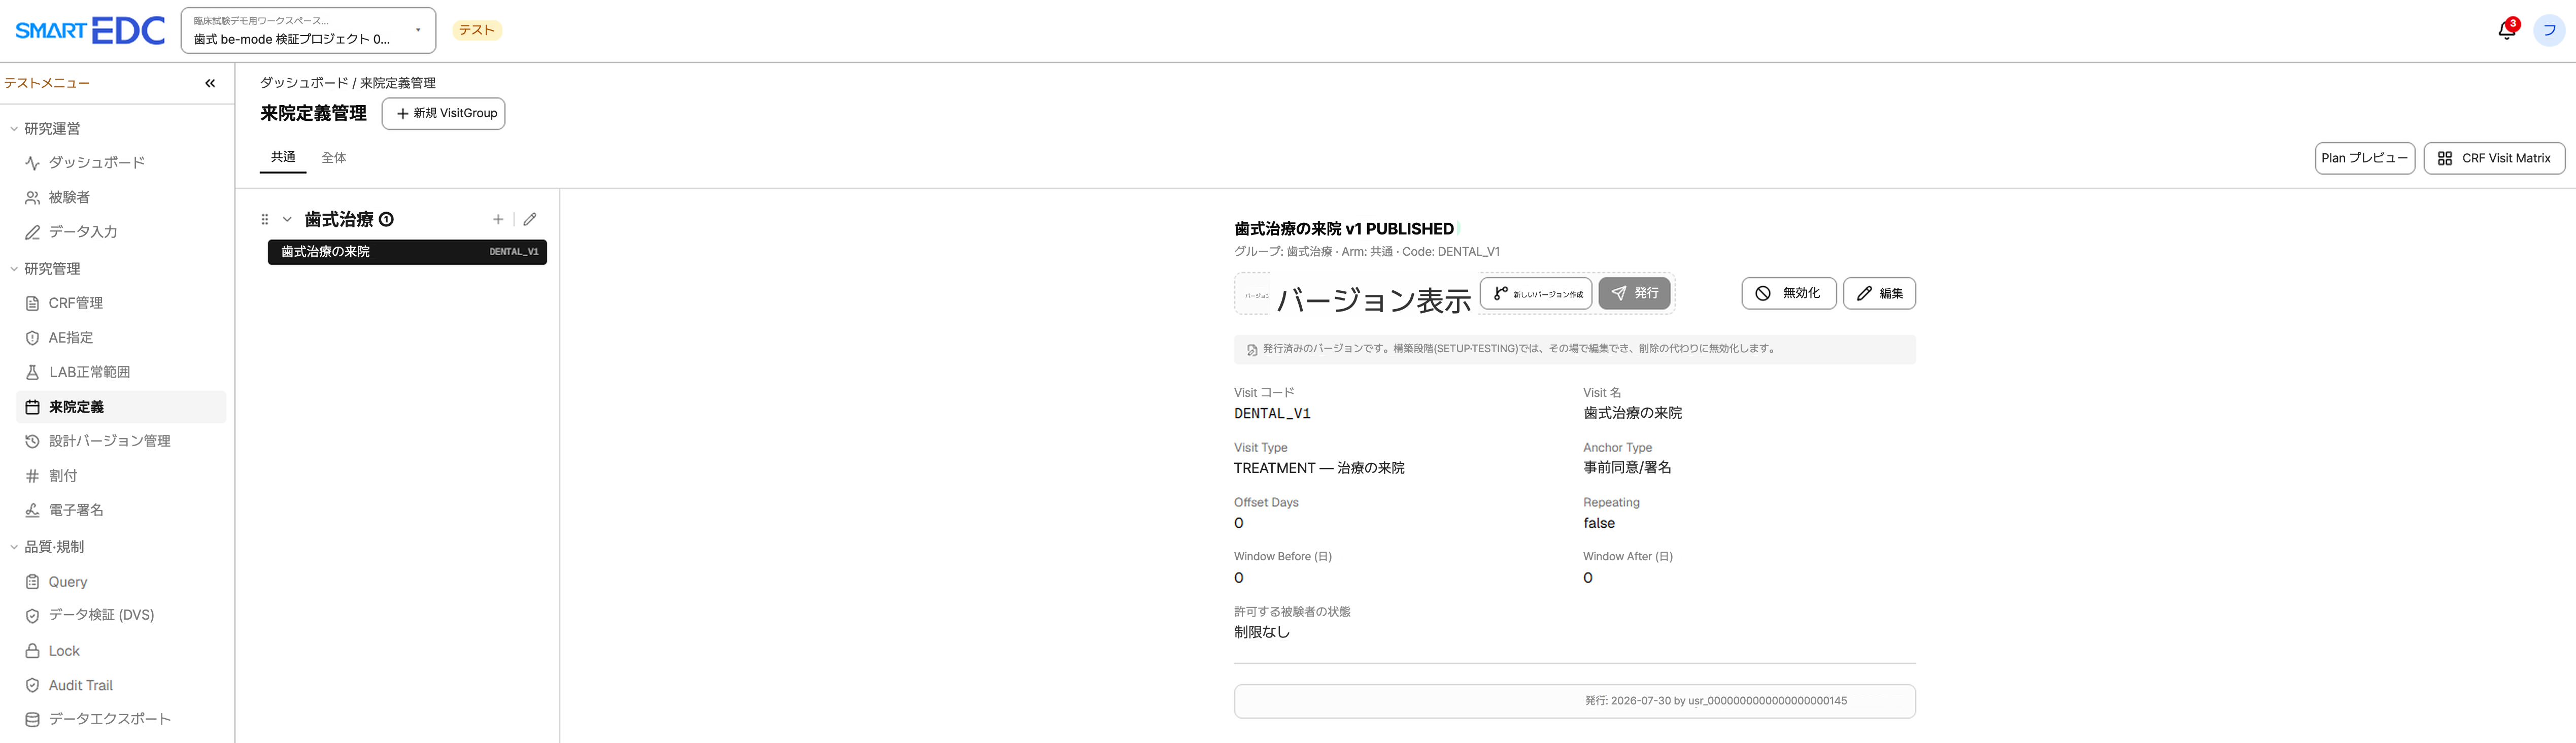 SMART EDC
臨床試験デモ用ワークスペース...
歯式 be-mode 検証プロジェクト 0...
テスト
3
フ
テストメニュー
研究運営
ダッシュボード
被験者
データ入力
研究管理
CRF管理
AE指定
LAB正常範囲
来院定義
設計バージョン管理
割付
電子署名
品質·規制
Query
データ検証 (DVS)
Lock
Audit Trail
データエクスポート
ダッシュボード / 来院定義管理
来院定義管理
新規 VisitGroup
共通
全体
Plan プレビュー
CRF Visit Matrix
歯式治療 ①
歯式治療の来院 DENTAL_V1
歯式治療の来院 v1 PUBLISHED
グループ: 歯式治療 · Arm: 共通 · Code: DENTAL_V1
バージョン
バージョン表示
新しいバージョン作成
発行
無効化
編集
発行済みのバージョンです。構築段階(SETUP·TESTING)では、その場で編集でき、削除の代わりに無効化します。
Visit コード
DENTAL_V1
Visit 名
歯式治療の来院
Visit Type
TREATMENT — 治療の来院
Anchor Type
事前同意/署名
Offset Days
0
Repeating
false
Window Before (日)
0
Window After (日)
0
許可する被験者の状態
制限なし
発行: 2026-07-30 by usr_0000000000000000000145